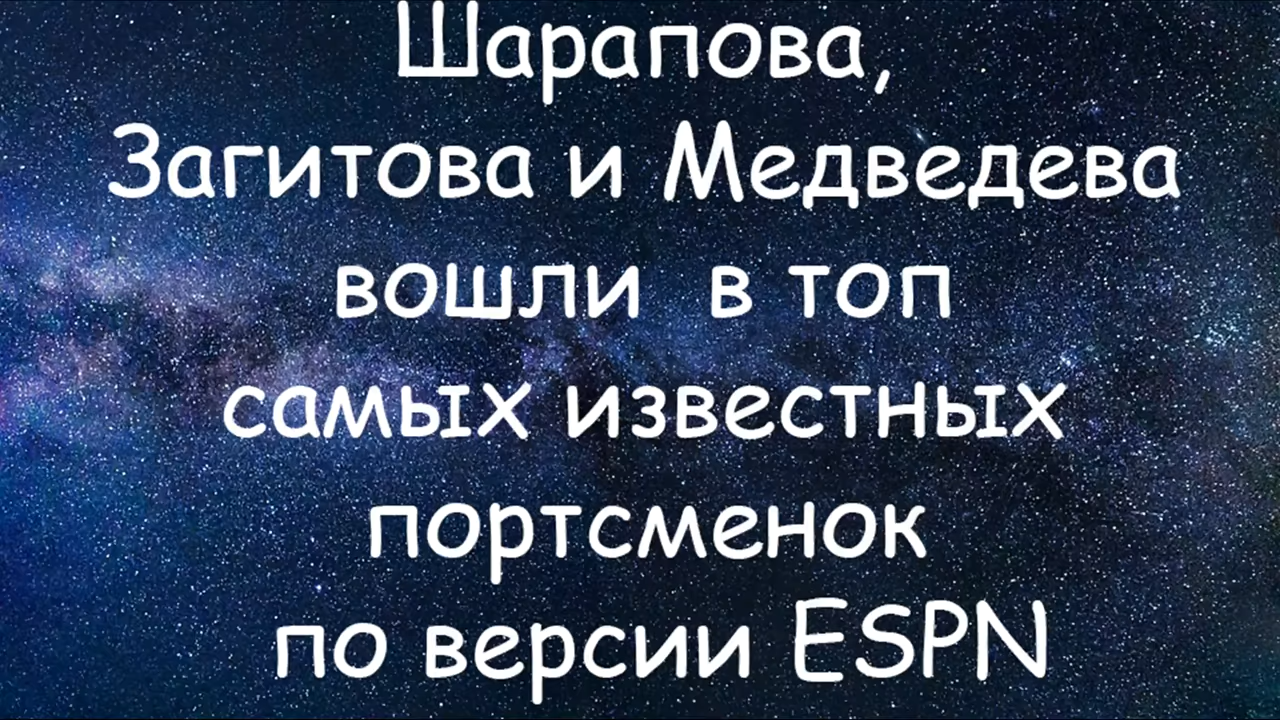 Шарапова,
Загитова и Медведева
вошли в топ
самых известных
портсменок
по версии ESPN